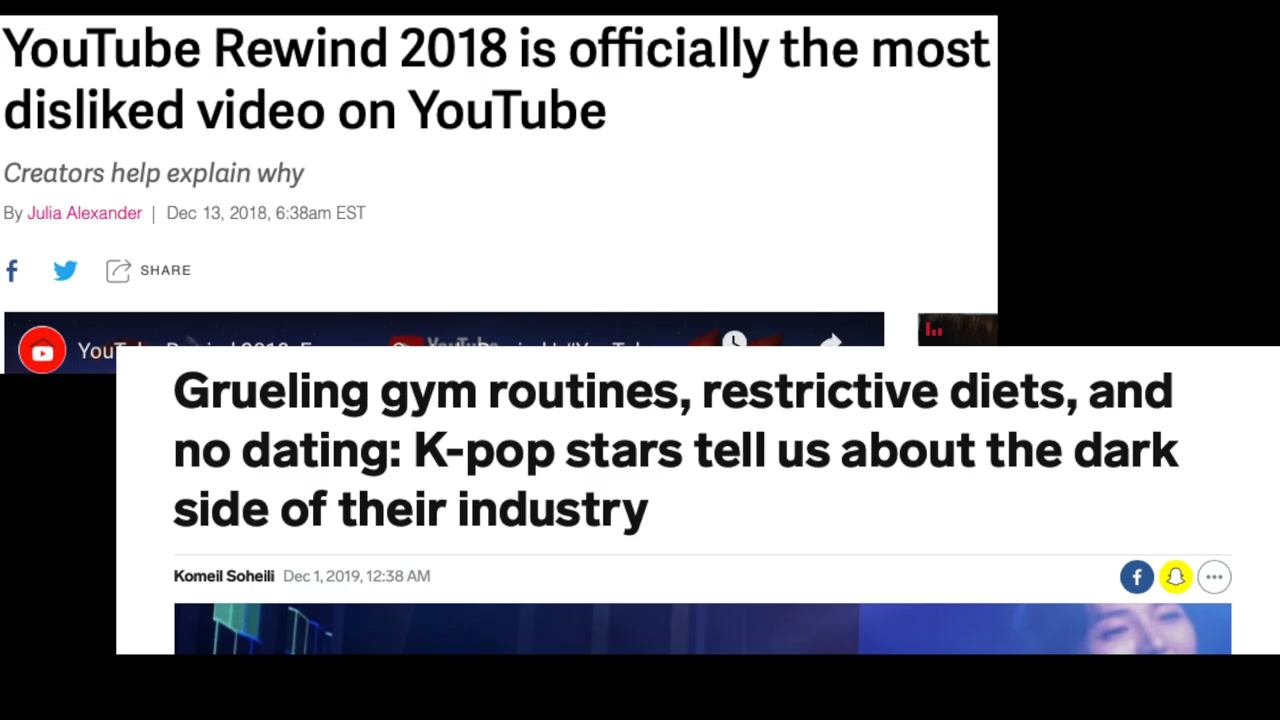 YouTube Rewind 2018 is officially the most
disliked video on YouTube
Creators help explain why
By Julia Alexander | Dec 13, 2018, 6:38am EST
SHARE
Grueling gym routines, restrictive diets, and
no dating: K-pop stars tell us about the dark
side of their industry
Komeil Soheili Dec 1, 2019, 12:38 AM